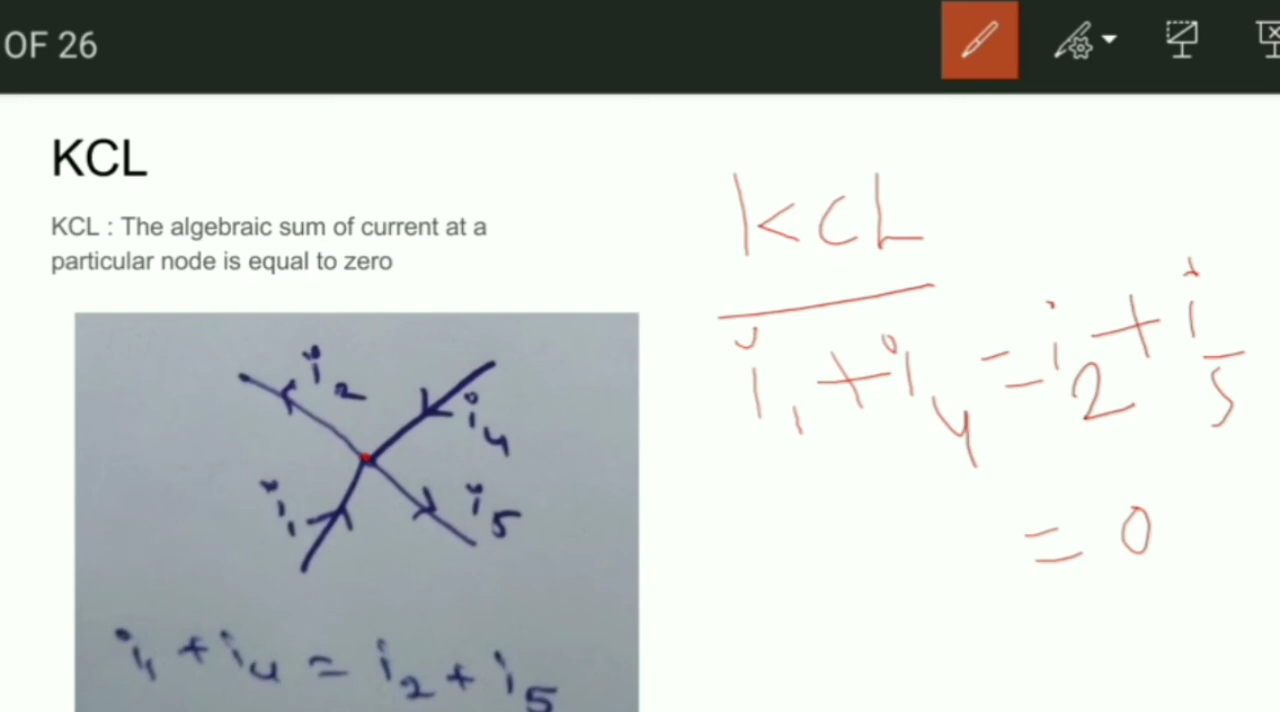 OF 26
KCL
KCL : The algebraic sum of current at a
particular node is equal to zero
i2
i4
i1
i5
i1 + i4 = i2 + i5
KCL
i1 + i4 = i2 + i5
= 0